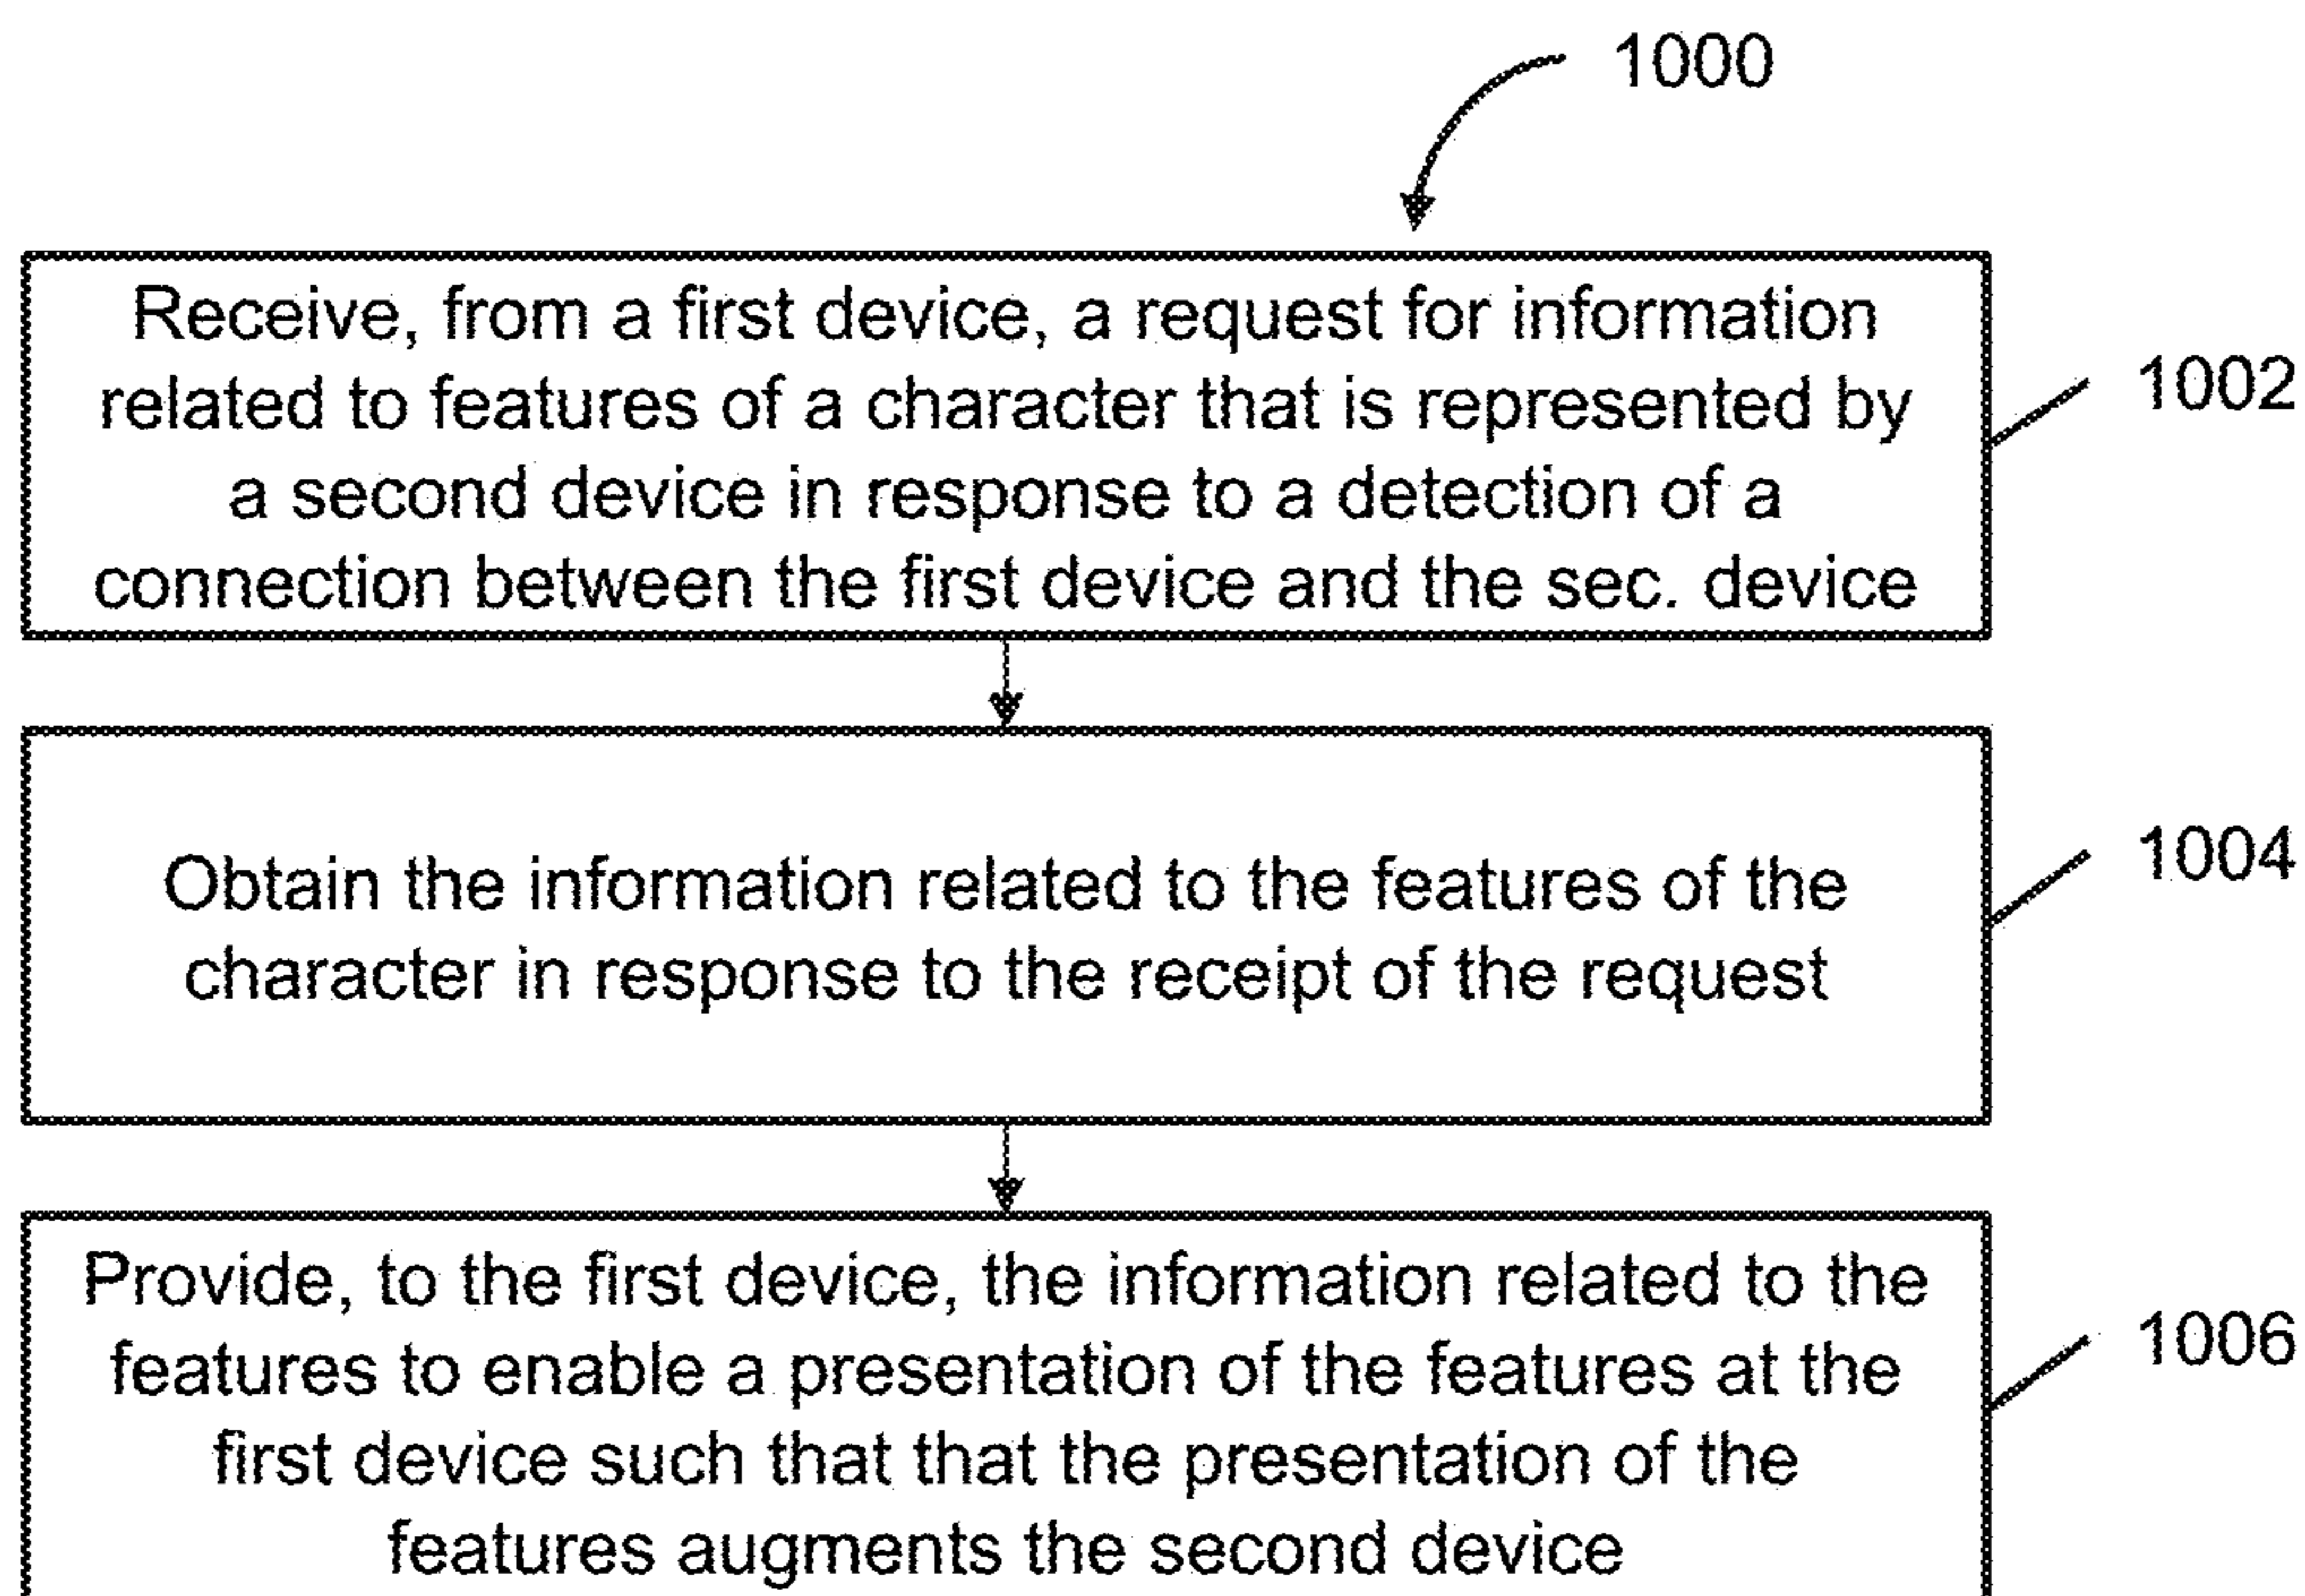 1000
Receive, from a first device, a request for information
related to features of a character that is represented by
a second device in response to a detection of a
connection between the first device and the sec. device
1002
Obtain the information related to the features of the
character in response to the receipt of the request
1004
Provide, to the first device, the information related to the
features to enable a presentation of the features at the
first device such that that the presentation of the
features augments the second device
1006